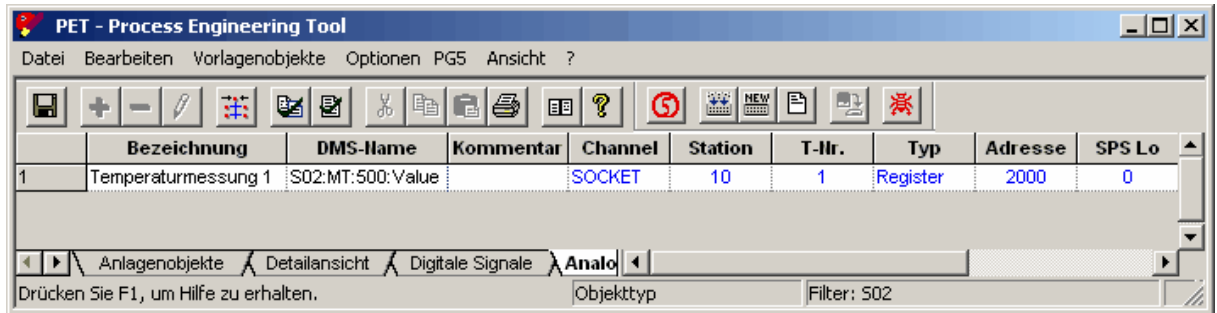 PET - Process Engineering Tool
Datei Bearbeiten Vorlagenobjekte Optionen PG5 Ansicht ?
NEW
Bezeichnung DMS-Name Kommentar Channel Station T-Nr. Typ Adresse SPS Lo
1 Temperaturmessung 1 S02:MT:500:Value SOCKET 10 1 Register 2000 0
Anlagenobjekte Detailansicht Digitale Signale Analo
Drücken Sie F1, um Hilfe zu erhalten. Objekttyp Filter: S02